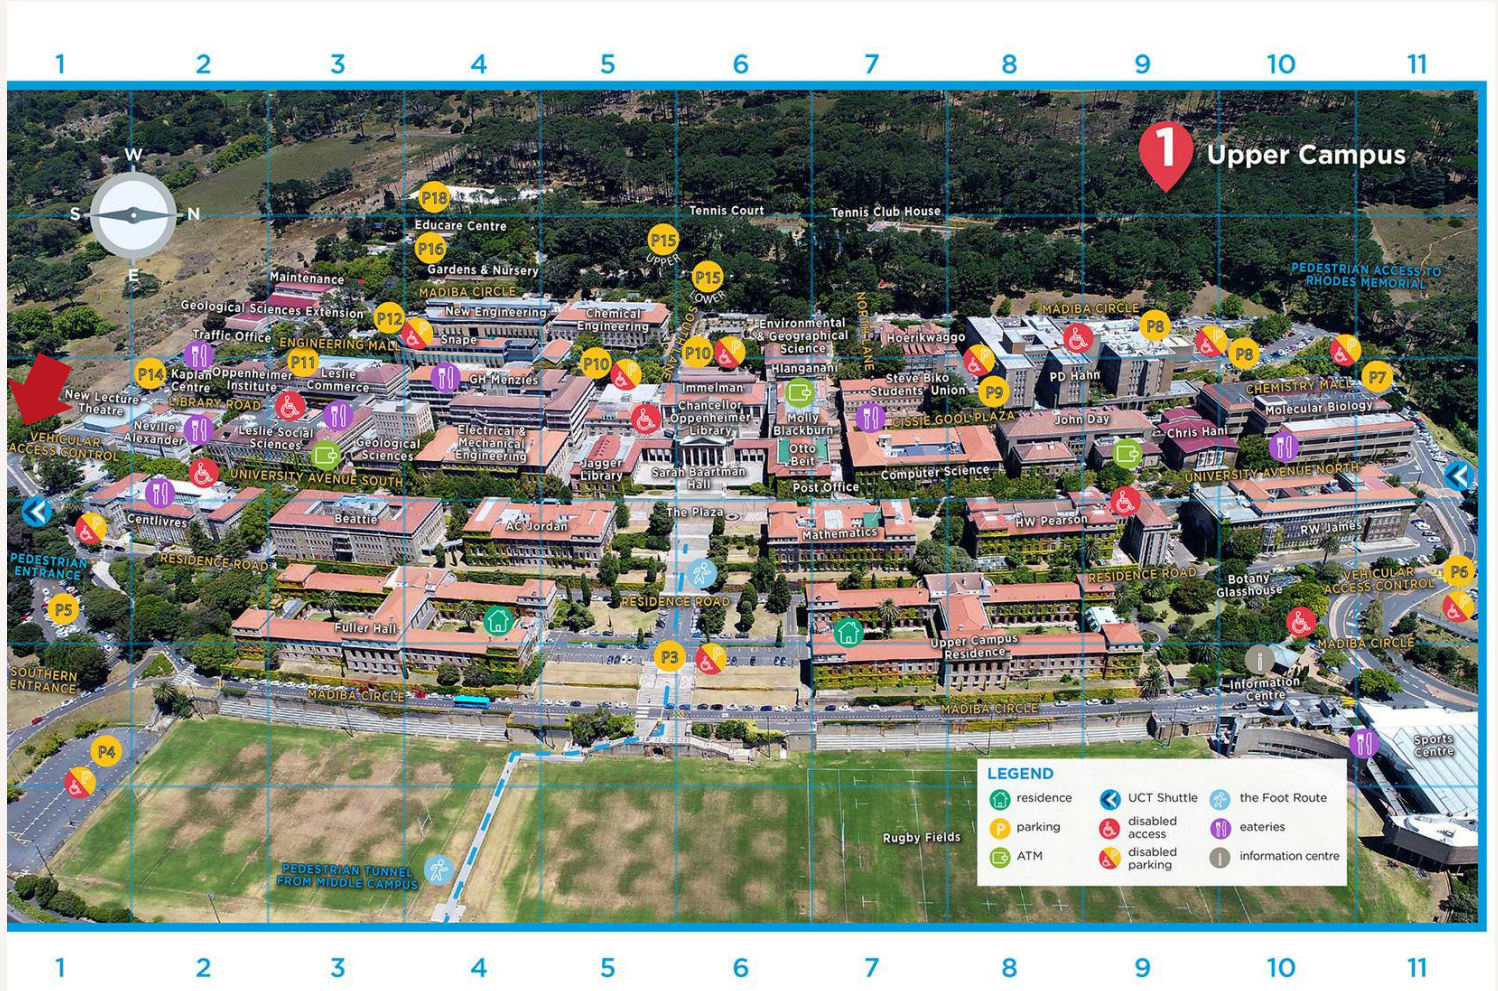 1 2 3 4 5 6 7 8 9 10 11
1 Upper Campus
W
S N
E
P18
Educare Centre
P16
Gardens & Nursery
MADIBA CIRCLE
Tennis Court
Tennis Club House
P15
UPPER
P15
LOWER
PEDESTRIAN ACCESS TO
RHODES MEMORIAL
Maintenance
Geological Sciences Extension
Traffic Office
P12
P
ENGINEERING MALL
New Engineering
Snape
Chemical
Engineering
SOUTH LANE
Environmental
& Geographical
Science
NORTH LANE
Hoerikwaggo
MADIBA CIRCLE
P8
P
P8
P
P7
P14
Kaplan
Centre
Oppenheimer
Institute
P11
Leslie
Commerce
GH Menzies
P10
P
P10
P
Immelman
Hlanganani
Steve Biko
Students' Union
P
P9
PD Hahn
CHEMISTRY MALL
New Lecture
Theatre
LIBRARY ROAD
Chancellor
Oppenheimer
Library
Molly
Blackburn
CISSIE GOOL PLAZA
John Day
Molecular Biology
VEHICULAR
ACCESS CONTROL
Neville
Alexander
Leslie Social
Sciences
Geological
Sciences
Electrical &
Mechanical
Engineering
Jagger
Library
Sarah Baartman
Hall
Otto
Beit
Computer Science
Chris Hani
UNIVERSITY AVENUE SOUTH
Post Office
UNIVERSITY AVENUE NORTH
Centlivres
P
Beattie
AC Jordan
The Plaza
Mathematics
HW Pearson
RW James
PEDESTRIAN
ENTRANCE
RESIDENCE ROAD
RESIDENCE ROAD
RESIDENCE ROAD
Botany
Glasshouse
VEHICULAR
ACCESS CONTROL
P6
P
P5
Fuller Hall
Upper Campus
Residence
MADIBA CIRCLE
P3
P
SOUTHERN
ENTRANCE
MADIBA CIRCLE
MADIBA CIRCLE
i
Information
Centre
P4
P
Sports
Centre
Rugby Fields
PEDESTRIAN TUNNEL
FROM MIDDLE CAMPUS
LEGEND
residence
P parking
ATM
UCT Shuttle
disabled
access
P disabled
parking
the Foot Route
eateries
i information centre
1 2 3 4 5 6 7 8 9 10 11